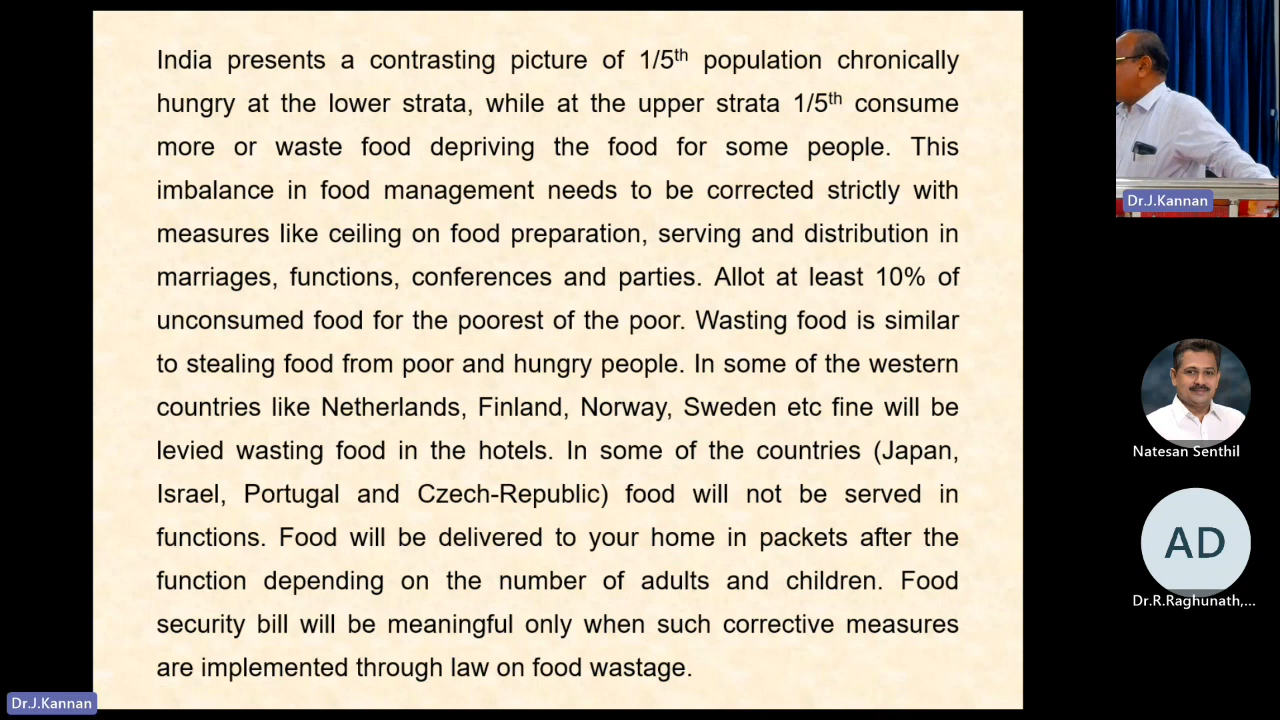 India presents a contrasting picture of 1/5th population chronically
hungry at the lower strata, while at the upper strata 1/5th consume
more or waste food depriving the food for some people. This
imbalance in food management needs to be corrected strictly with
measures like ceiling on food preparation, serving and distribution in
marriages, functions, conferences and parties. Allot at least 10% of
unconsumed food for the poorest of the poor. Wasting food is similar
to stealing food from poor and hungry people. In some of the western
countries like Netherlands, Finland, Norway, Sweden etc fine will be
levied wasting food in the hotels. In some of the countries (Japan,
Israel, Portugal and Czech-Republic) food will not be served in
functions. Food will be delivered to your home in packets after the
function depending on the number of adults and children. Food
security bill will be meaningful only when such corrective measures
are implemented through law on food wastage.
Dr.J.Kannan
Dr.J.Kannan
Natesan Senthil
AD
Dr.R.Raghunath,...